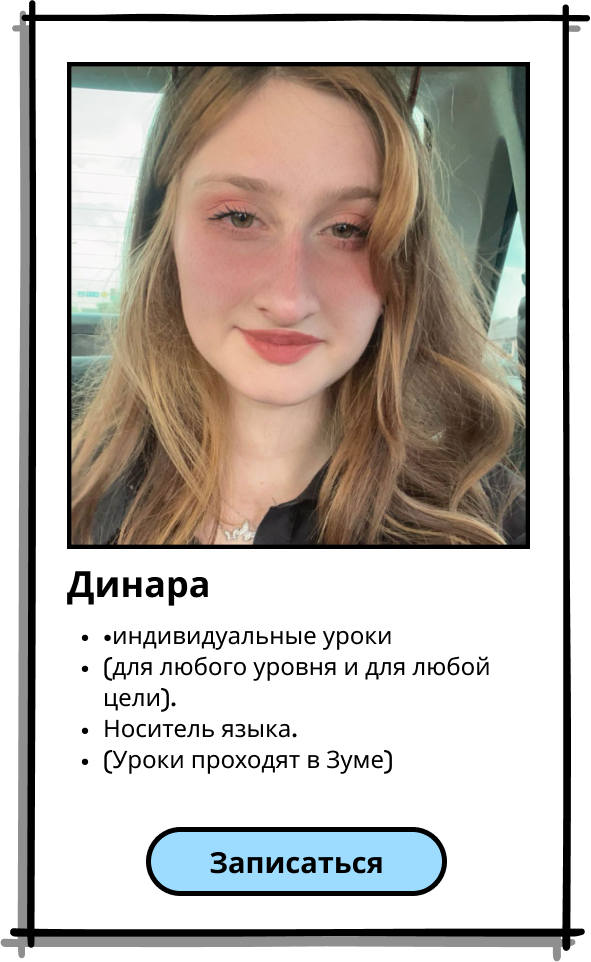 Динара
• •индивидуальные уроки
• (для любого уровня и для любой
цели).
• Носитель языка.
• (Уроки проходят в Зуме)
Записаться